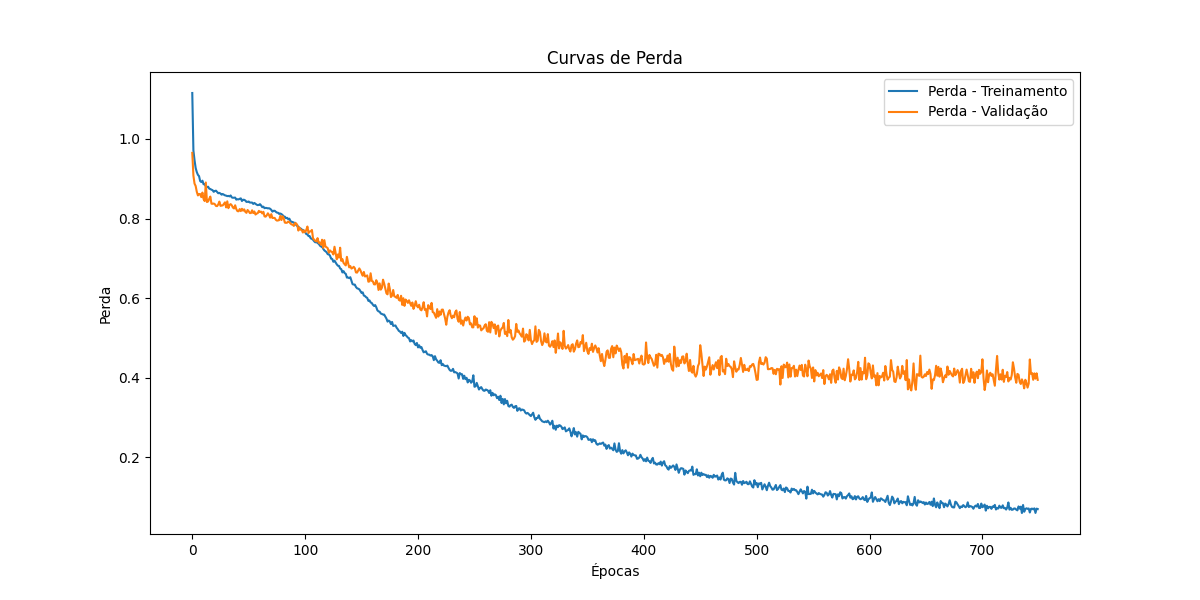 Curvas de Perda
Perda - Treinamento
Perda - Validação
Perda
1.0
0.8
0.6
0.4
0.2
0
100
200
300
400
500
600
700
Épocas